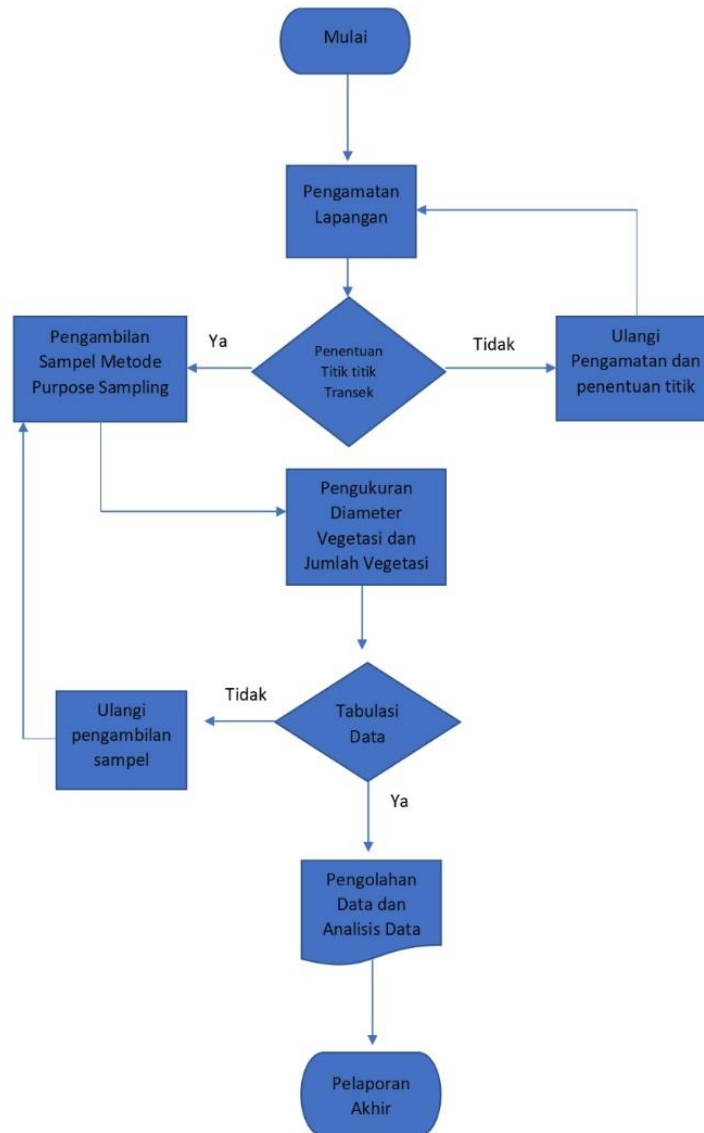 Mulai
Pengamatan
Lapangan
Pengambilan
Sampel Metode
Purpose Sampling
Ya
Penentuan
Titik titik
Transek
Tidak
Ulangi
Pengamatan dan
penentuan titik
Pengukuran
Diameter
Vegetasi dan
Jumlah Vegetasi
Ulangi
pengambilan
sampel
Tidak
Tabulasi
Data
Ya
Pengolahan
Data dan
Analisis Data
Pelaporan
Akhir